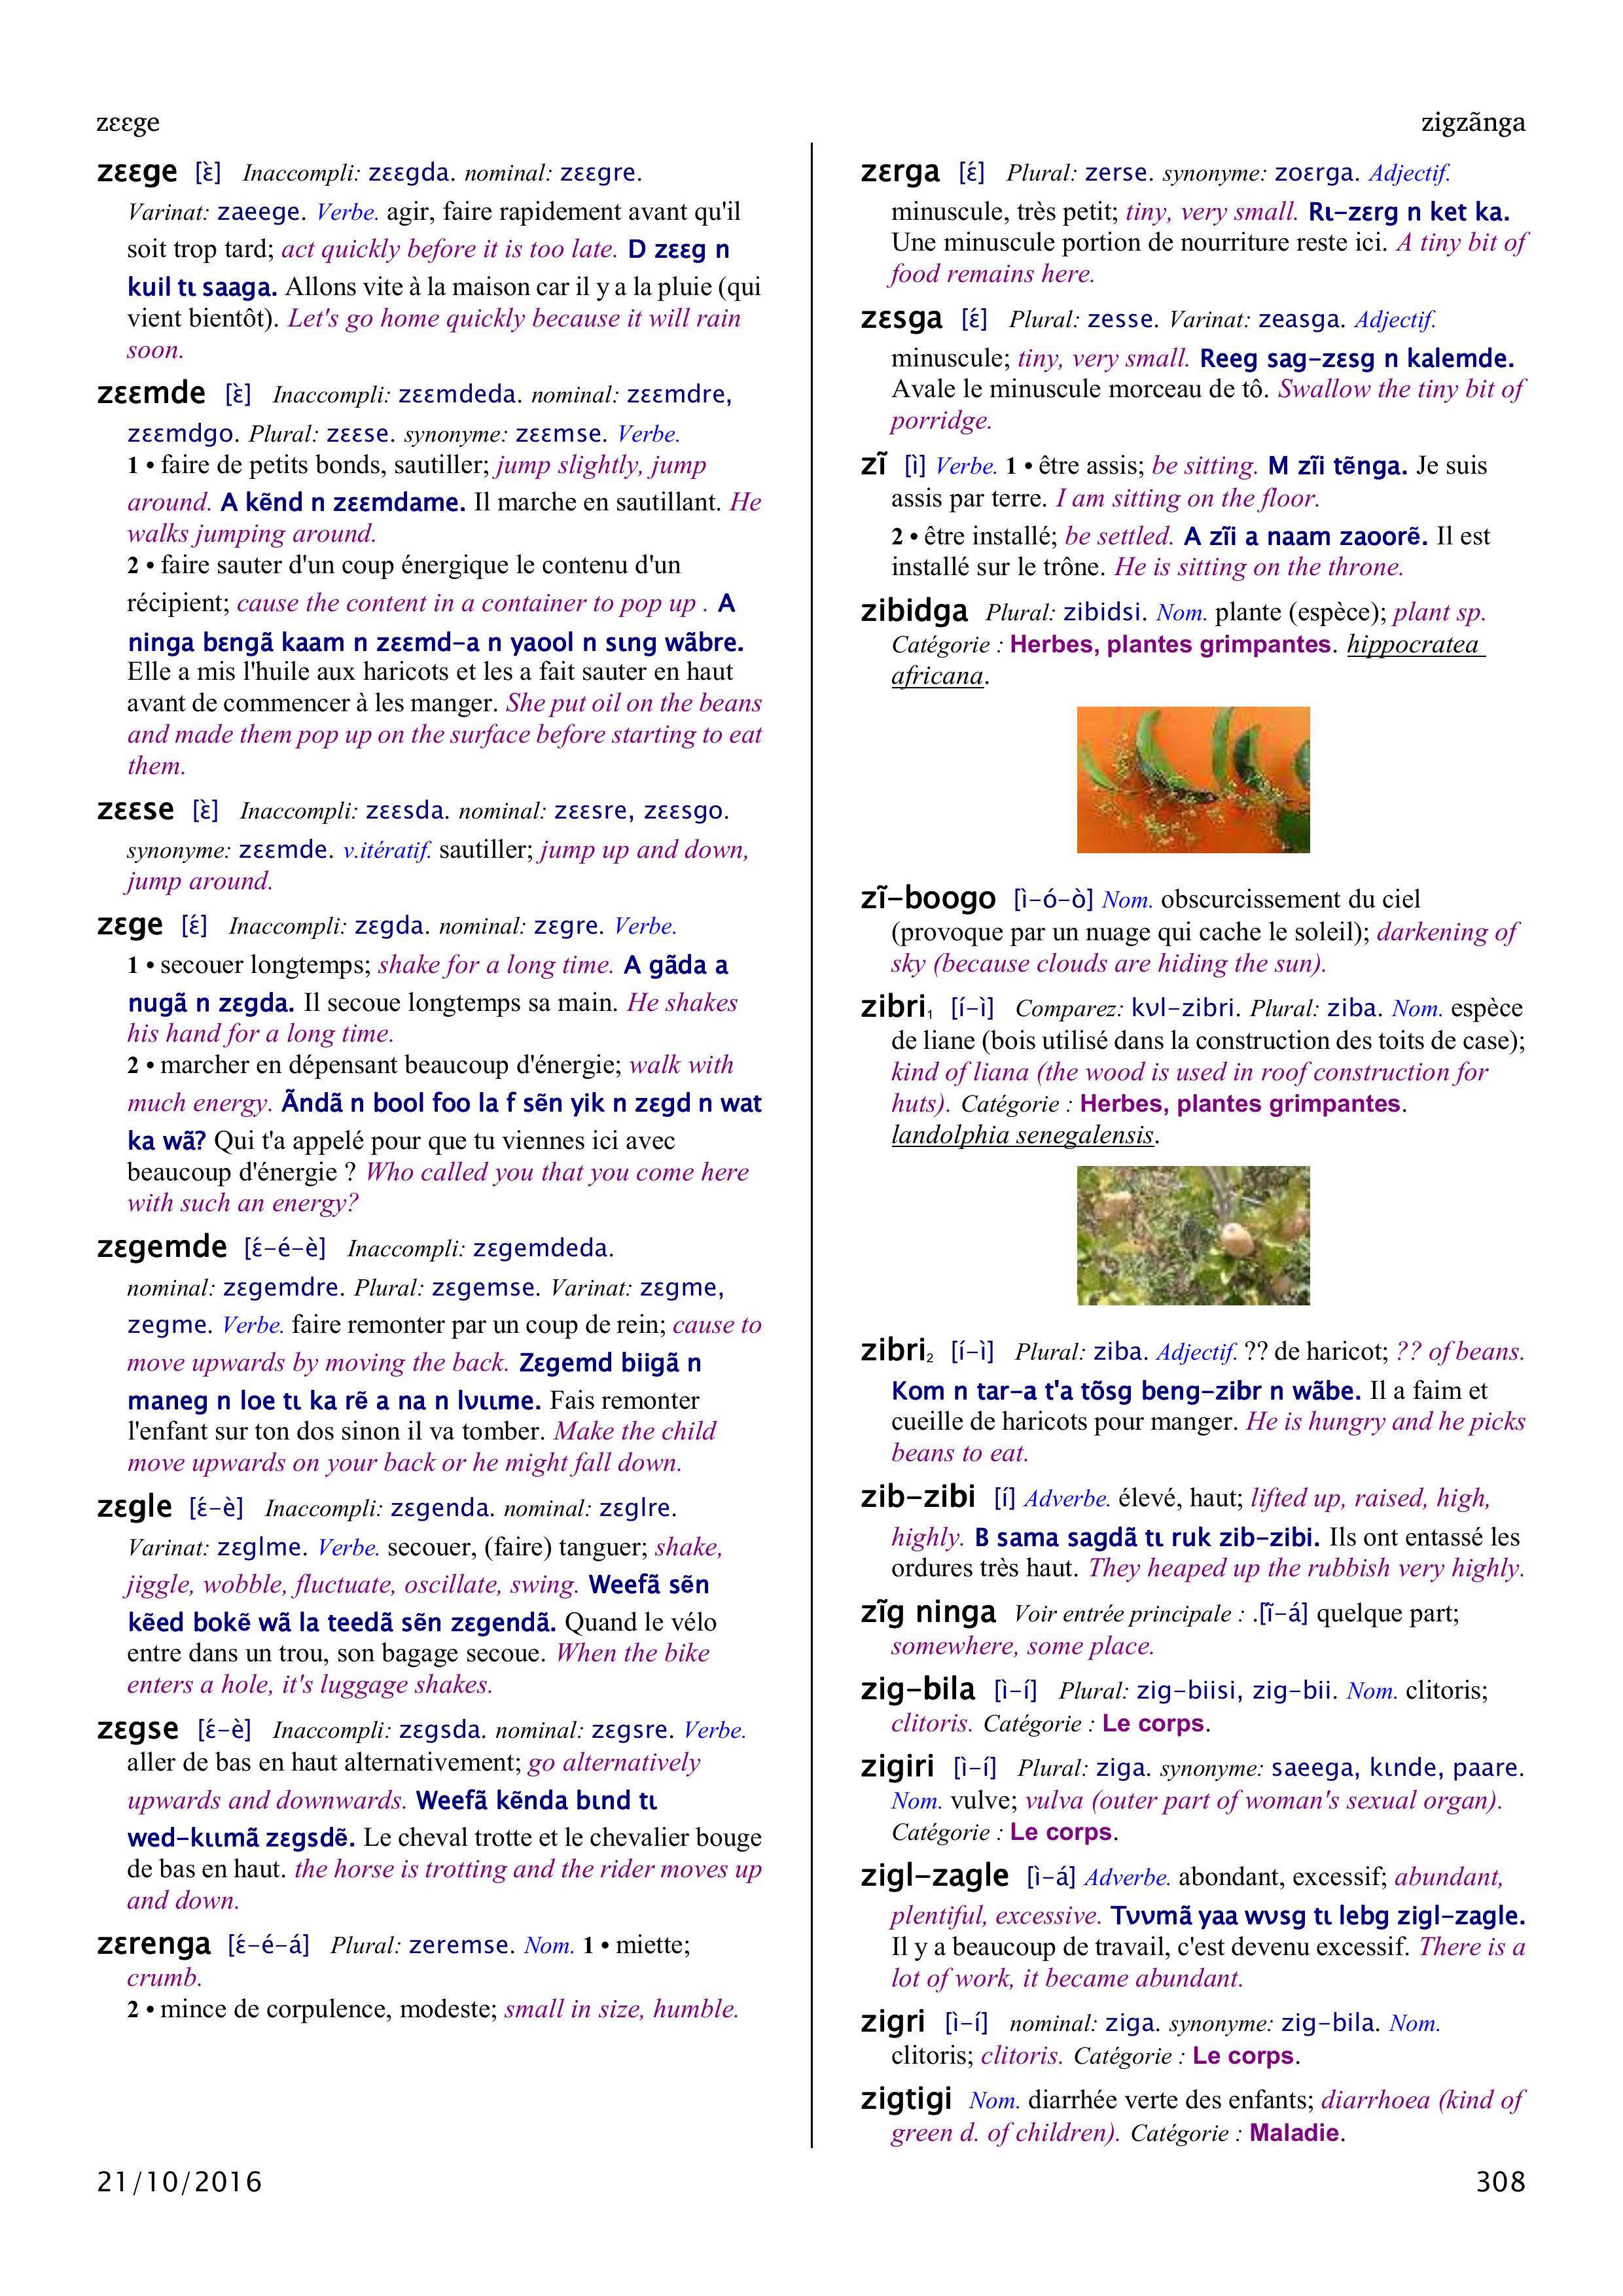 zɛɛge
zigzãnga
zɛɛge [ɛ̀] Inaccompli: zɛɛgda. nominal: zɛɛgre.
Varinat: zaeege. Verbe. agir, faire rapidement avant qu'il
soit trop tard; act quickly before it is too late. D zɛɛg n
kuil tɩ saaga. Allons vite à la maison car il y a la pluie (qui
vient bientôt). Let's go home quickly because it will rain
soon.
zɛɛmde [ɛ̀] Inaccompli: zɛɛmdeda. nominal: zɛɛmdre,
zɛɛmdgo. Plural: zɛɛse. synonyme: zɛɛmse. Verbe.
1 • faire de petits bonds, sautiller; jump slightly, jump
around. A kẽnd n zɛɛmdame. Il marche en sautillant. He
walks jumping around.
2 • faire sauter d'un coup énergique le contenu d'un
récipient; cause the content in a container to pop up . A
ninga bɛngã kaam n zɛɛmd-a n yaool n sɩng wãbre.
Elle a mis l'huile aux haricots et les a fait sauter en haut
avant de commencer à les manger. She put oil on the beans
and made them pop up on the surface before starting to eat
them.
zɛɛse [ɛ̀] Inaccompli: zɛɛsda. nominal: zɛɛsre, zɛɛsgo.
synonyme: zɛɛmde. v.itératif. sautiller; jump up and down,
jump around.
zɛge [ɛ́] Inaccompli: zɛgda. nominal: zɛgre. Verbe.
1 • secouer longtemps; shake for a long time. A gãda a
nugã n zɛgda. Il secoue longtemps sa main. He shakes
his hand for a long time.
2 • marcher en dépensant beaucoup d'énergie; walk with
much energy. Ãndã n bool foo la f sẽn yik n zɛgd n wat
ka wã? Qui t'a appelé pour que tu viennes ici avec
beaucoup d'énergie ? Who called you that you come here
with such an energy?
zɛgemde [ɛ́-é-è] Inaccompli: zɛgemdeda.
nominal: zɛgemdre. Plural: zɛgemse. Varinat: zɛgme,
zegme. Verbe. faire remonter par un coup de rein; cause to
move upwards by moving the back. Zɛgemd biigã n
maneg n loe tɩ ka rẽ a na n lʋɩɩme. Fais remonter
l'enfant sur ton dos sinon il va tomber. Make the child
move upwards on your back or he might fall down.
zɛgle [ɛ́-è] Inaccompli: zɛgenda. nominal: zɛglre.
Varinat: zɛglme. Verbe. secouer, (faire) tanguer; shake,
jiggle, wobble, fluctuate, oscillate, swing. Weefã sẽn
kẽed bokẽ wã la teedã sẽn zɛgendã. Quand le vélo
entre dans un trou, son bagage secoue. When the bike
enters a hole, it's luggage shakes.
zɛgse [ɛ́-è] Inaccompli: zɛgsda. nominal: zɛgsre. Verbe.
aller de bas en haut alternativement; go alternatively
upwards and downwards. Weefã kẽnda bɩnd tɩ
wed-kɩɩmã zɛgsdẽ. Le cheval trotte et le chevalier bouge
de bas en haut. the horse is trotting and the rider moves up
and down.
zɛrenga [ɛ́-é-á] Plural: zeremse. Nom. 1 • miette;
crumb.
2 • mince de corpulence, modeste; small in size, humble.
zɛrga [ɛ́] Plural: zerse. synonyme: zoɛrga. Adjectif.
minuscule, très petit; tiny, very small. Rɩ-zɛrg n ket ka.
Une minuscule portion de nourriture reste ici. A tiny bit of
food remains here.
zɛsga [ɛ́] Plural: zesse. Varinat: zeasga. Adjectif.
minuscule; tiny, very small. Reeg sag-zɛsg n kalemde.
Avale le minuscule morceau de tô. Swallow the tiny bit of
porridge.
zĩ [ì] Verbe. 1 • être assis; be sitting. M zĩi tẽnga. Je suis
assis par terre. I am sitting on the floor.
2 • être installé; be settled. A zĩi a naam zaoorẽ. Il est
installé sur le trône. He is sitting on the throne.
zibidga Plural: zibidsi. Nom. plante (espèce); plant sp.
Catégorie : Herbes, plantes grimpantes. hippocratea
africana.
zĩ-boogo [ì-ó-ò] Nom. obscurcissement du ciel
(provoque par un nuage qui cache le soleil); darkening of
sky (because clouds are hiding the sun).
zibri₁ [í-ì] Comparez: kʋl-zibri. Plural: ziba. Nom. espèce
de liane (bois utilisé dans la construction des toits de case);
kind of liana (the wood is used in roof construction for
huts). Catégorie : Herbes, plantes grimpantes.
landolphia senegalensis.
zibri₂ [í-ì] Plural: ziba. Adjectif. ?? de haricot; ?? of beans.
Kom n tar-a t'a tõsg beng-zibr n wãbe. Il a faim et
cueille de haricots pour manger. He is hungry and he picks
beans to eat.
zib-zibi [í] Adverbe. élevé, haut; lifted up, raised, high,
highly. B sama sagdã tɩ ruk zib-zibi. Ils ont entassé les
ordures très haut. They heaped up the rubbish very highly.
zĩg ninga Voir entrée principale : .[ĩ́-á] quelque part;
somewhere, some place.
zig-bila [ì-í] Plural: zig-biisi, zig-bii. Nom. clitoris;
clitoris. Catégorie : Le corps.
zigiri [ì-í] Plural: ziga. synonyme: saeega, kɩnde, paare.
Nom. vulve; vulva (outer part of woman's sexual organ).
Catégorie : Le corps.
zigl-zagle [ì-á] Adverbe. abondant, excessif; abundant,
plentiful, excessive. Tʋʋmã yaa wʋsg tɩ lebg zigl-zagle.
Il y a beaucoup de travail, c'est devenu excessif. There is a
lot of work, it became abundant.
zigri [ì-í] nominal: ziga. synonyme: zig-bila. Nom.
clitoris; clitoris. Catégorie : Le corps.
zigtigi Nom. diarrhée verte des enfants; diarrhoea (kind of
green d. of children). Catégorie : Maladie.
21/10/2016
308